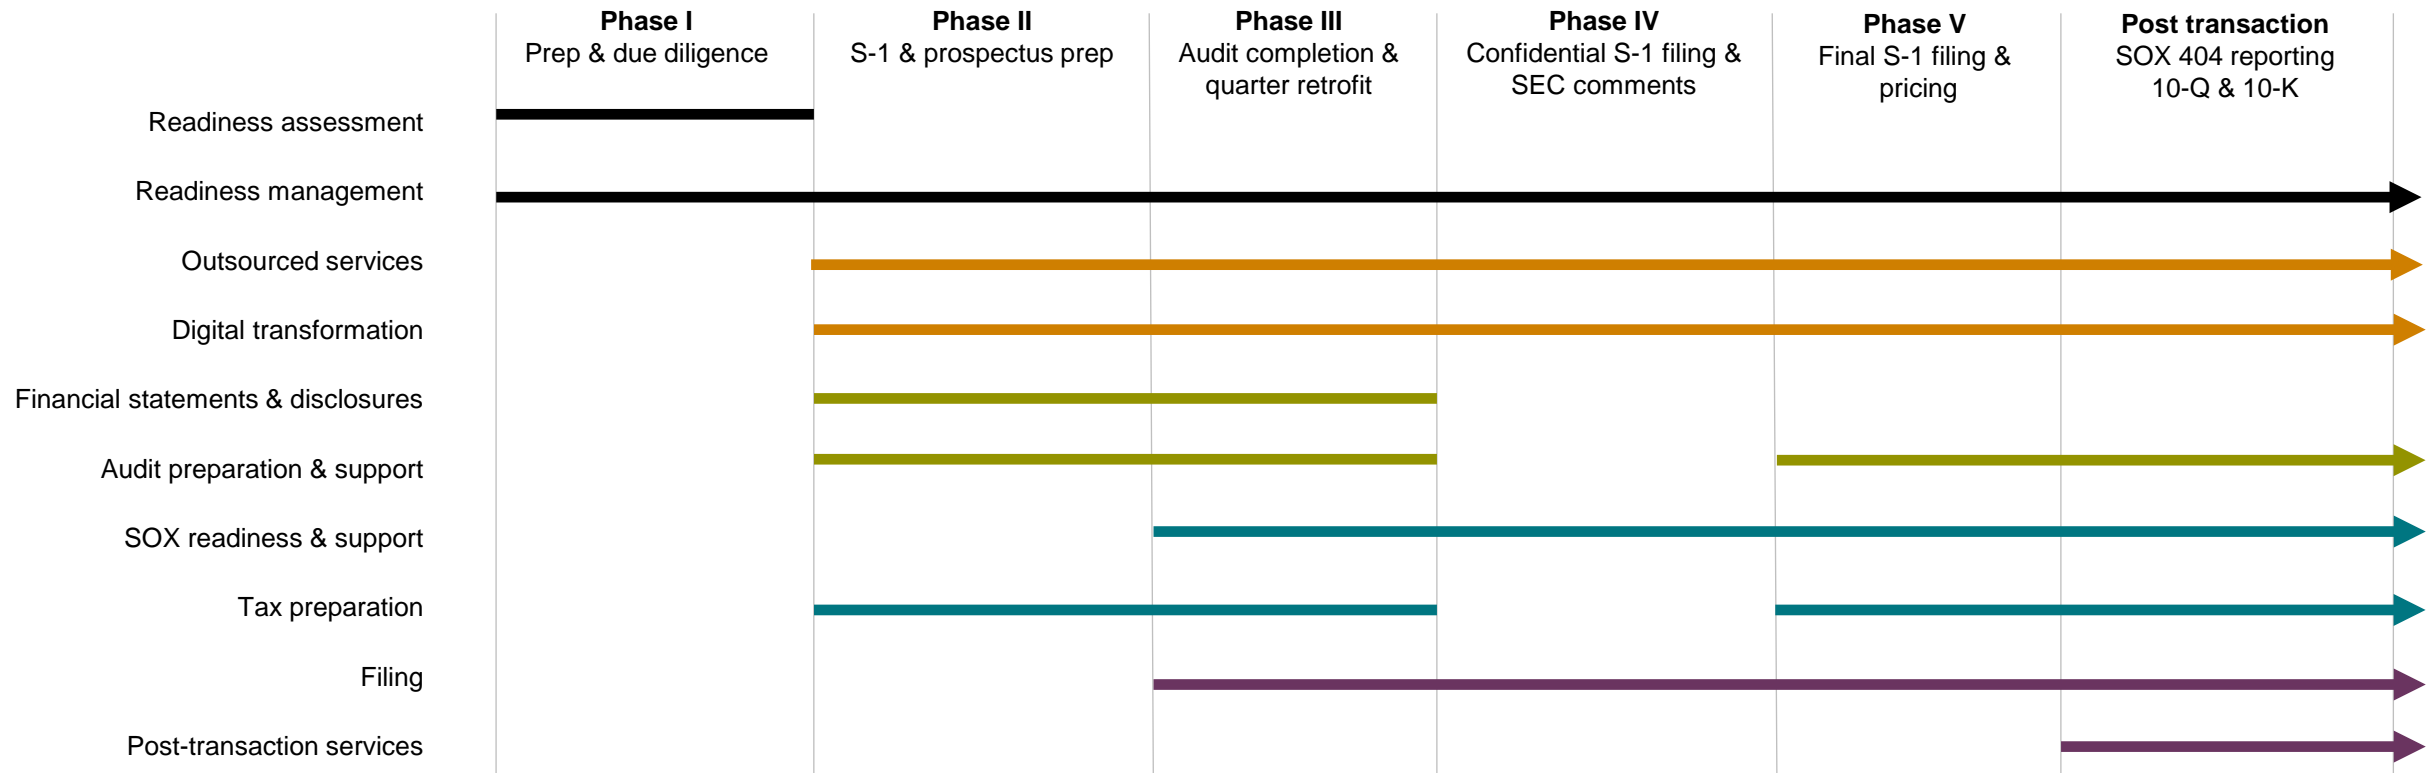 Phase I
Prep & due diligence
Phase II
S-1 & prospectus prep
Phase III
Audit completion &
quarter retrofit
Phase IV
Confidential S-1 filing &
SEC comments
Phase V
Final S-1 filing &
pricing
Post transaction
SOX 404 reporting
10-Q & 10-K
Readiness assessment
Readiness management
Outsourced services
Digital transformation
Financial statements & disclosures
Audit preparation & support
SOX readiness & support
Tax preparation
Filing
Post-transaction services